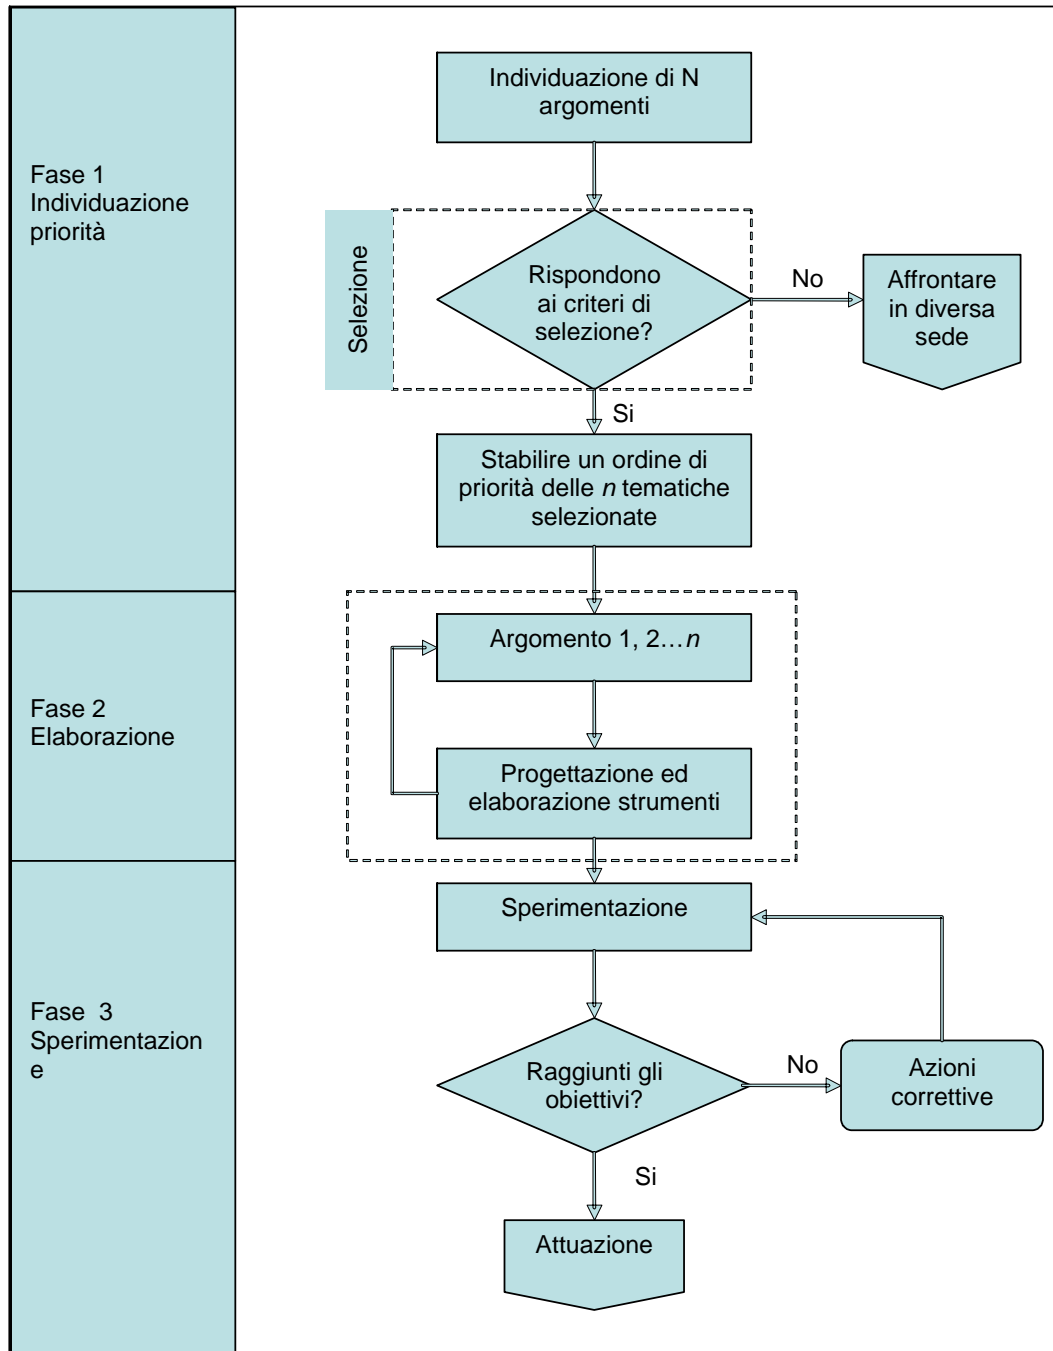 Individuazione di N
argomenti
Fase 1
Individuazione
priorità
Selezione
Rispondono
ai criteri di
selezione?
No
Affrontare
in diversa
sede
Si
Stabilire un ordine di
priorità delle n tematiche
selezionate
Fase 2
Elaborazione
Argomento 1, 2…n
Progettazione ed
elaborazione strumenti
Fase 3
Sperimentazion
e
Sperimentazione
Raggiunti gli
obiettivi?
No
Azioni
correttive
Si
Attuazione